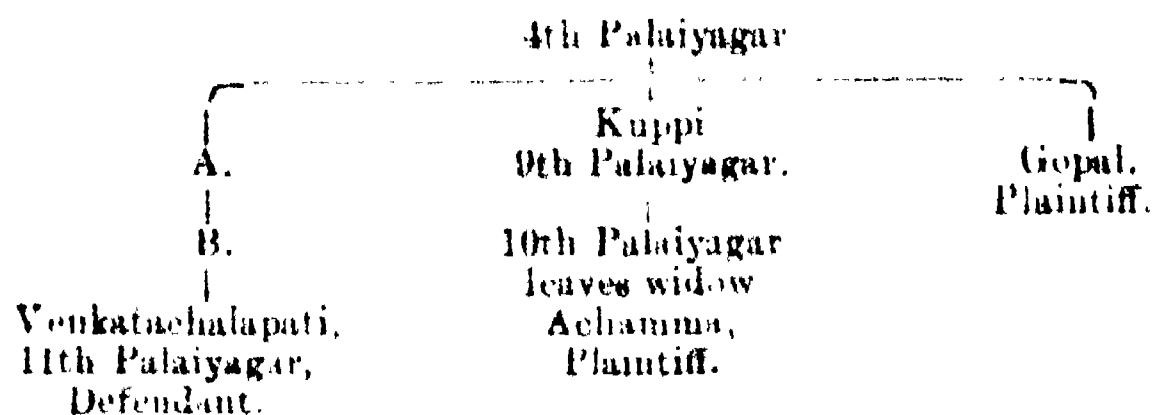 4th Palaiyagar
Kuppi
A.
9th Palaiyagar.
Gopal.
Plaintiff.
B.
10th Palaiyagar
leaves widow
Venkatachalapati,
Achamma,
11th Palaiyagar,
Plaintiff.
Defendant.